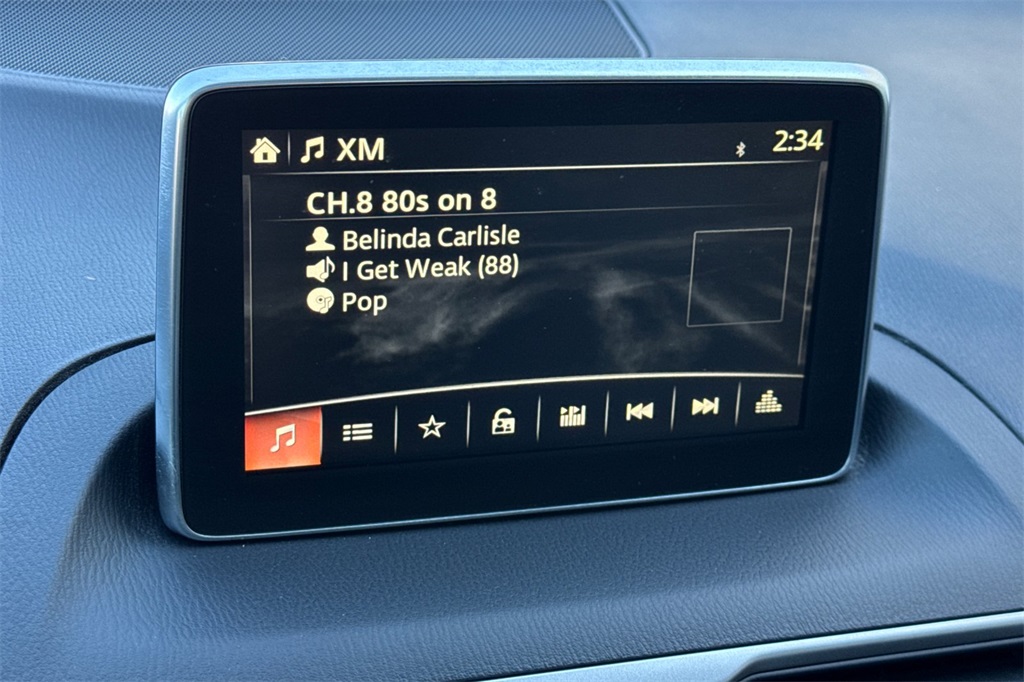 XM 2:34
CH.8 80s on 8
Belinda Carlisle
I Get Weak (88)
Pop